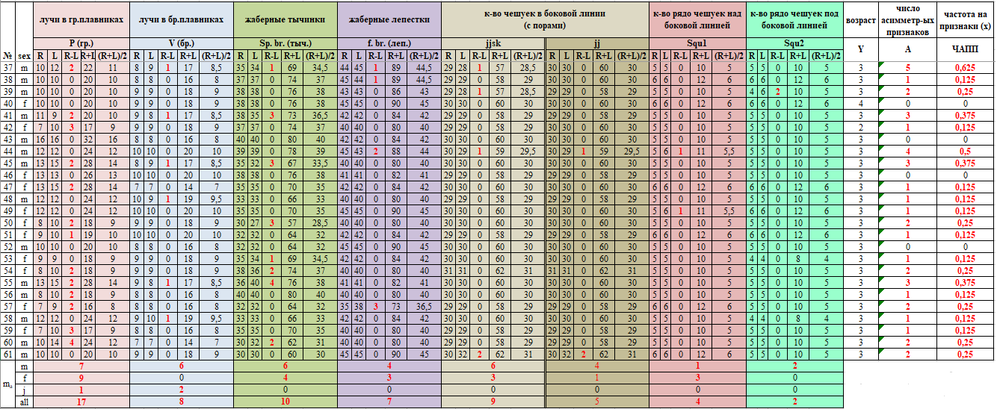 лучи в гр.плавниках лучи в бр.плавниках жаберные тычинки жаберные лепестки к-во чешуек в боковой линии (с порами) к-во рядо чешуек над боковой линией к-во рядо чешуек под боковой линией возраст число асимметр-ых признаков частота на признаки (x)
P (гр.) V (бр.) Sp. br. (тыч.) f. br. (леп.) jjsk jj Squ1 Squ2 Y A ЧАПП
№ sex R L R-L R+L (R+L)/2 R L R-L R+L (R+L)/2 R L R-L R+L (R+L)/2 R L R-L R+L (R+L)/2 R L R-L R+L (R+L)/2 R L R-L R+L (R+L)/2 R L R-L R+L (R+L)/2 R L R-L R+L (R+L)/2
37 m 10 12 2 22 11 8 9 1 17 8,5 35 34 1 69 34,5 44 45 1 89 44,5 29 28 1 57 28,5 30 30 0 60 30 5 5 0 10 5 5 5 0 10 5 3 5 0,625
38 m 10 10 0 20 10 8 8 0 16 8 37 37 0 74 37 45 44 1 89 44,5 29 29 0 58 29 30 30 0 60 30 6 6 0 12 6 6 6 0 12 6 3 1 0,125
39 m 10 10 0 20 10 9 9 0 18 9 38 38 0 76 38 43 43 0 86 43 29 28 1 57 28,5 30 30 0 60 30 5 5 0 10 5 4 6 2 10 5 3 2 0,25
40 f 10 10 0 20 10 9 9 0 18 9 38 38 0 76 38 45 45 0 90 45 29 29 0 58 29 30 30 0 60 30 6 6 0 12 6 6 6 0 12 6 4 0 0
41 m 11 9 2 20 10 9 8 1 17 8,5 38 35 3 73 36,5 42 42 0 84 42 29 29 0 58 29 29 29 0 58 29 5 5 0 10 5 5 5 0 10 5 3 3 0,375
42 f 7 10 3 17 9 9 9 0 18 9 37 37 0 74 37 42 42 0 84 42 29 29 0 58 29 29 29 0 58 29 5 5 0 10 5 5 5 0 10 5 2 1 0,125
43 m 16 16 0 32 16 8 8 0 16 8 40 40 0 80 40 42 42 0 84 42 30 30 0 60 30 30 30 0 60 30 5 5 0 10 5 5 5 0 10 5 3 0 0
44 m 12 12 0 24 12 10 10 0 20 10 39 39 0 78 39 45 43 2 88 44 30 29 1 59 29,5 30 29 1 59 29,5 5 6 1 11 5,5 5 5 0 10 5 3 4 0,5
45 m 13 15 2 28 14 8 9 1 17 8,5 35 32 3 67 33,5 40 40 0 80 40 30 30 0 60 30 30 30 0 60 30 5 5 0 10 5 5 5 0 10 5 3 3 0,375
46 f 13 13 0 26 13 10 10 0 20 10 38 38 0 76 38 41 41 0 82 41 29 29 0 58 29 29 29 0 58 29 5 5 0 10 5 5 5 0 10 5 3 0 0
47 f 13 15 2 28 14 7 7 0 14 7 35 35 0 70 35 42 42 0 84 42 30 30 0 60 30 30 30 0 60 30 6 6 0 12 6 6 6 0 12 6 3 1 0,125
48 m 12 12 0 24 12 10 9 1 19 9,5 33 33 0 66 33 40 40 0 80 40 29 29 0 58 29 29 29 0 58 29 5 5 0 10 5 5 5 0 10 5 3 1 0,125
49 f 12 12 0 24 12 10 10 0 20 10 35 35 0 70 35 40 40 0 80 40 30 30 0 60 30 30 30 0 60 30 5 6 1 11 5,5 6 6 0 12 6 3 1 0,125
50 f 8 10 2 18 9 9 9 0 18 9 30 27 3 57 28,5 40 40 0 80 40 30 30 0 60 30 30 30 0 60 30 5 5 0 10 5 5 5 0 10 5 3 2 0,25
51 f 9 10 1 19 10 10 10 0 20 10 32 32 0 64 32 40 40 0 80 40 29 29 0 58 29 29 29 0 58 29 6 6 0 12 6 6 6 0 12 6 3 1 0,125
52 m 10 10 0 20 10 8 8 0 16 8 32 32 0 64 32 45 45 0 90 45 30 30 0 60 30 30 30 0 60 30 5 5 0 10 5 5 5 0 10 5 3 0 0
53 f 9 9 0 18 9 9 9 0 18 9 35 34 1 69 34,5 42 42 0 84 42 30 30 0 60 30 30 30 0 60 30 5 5 0 10 5 4 4 0 8 4 3 1 0,125
54 f 8 10 2 18 9 9 9 0 18 9 38 36 2 74 37 40 40 0 80 40 31 31 0 62 31 31 31 0 62 31 5 5 0 10 5 5 5 0 10 5 3 2 0,25
55 m 13 15 2 28 14 9 8 1 17 8,5 36 40 4 76 38 41 41 0 82 41 30 30 0 60 30 30 30 0 60 30 5 5 0 10 5 5 5 0 10 5 3 3 0,375
56 m 8 10 2 18 9 8 8 0 16 8 40 40 0 80 40 40 40 0 80 40 30 30 0 60 30 30 30 0 60 30 5 5 0 10 5 5 5 0 10 5 3 1 0,125
57 f 7 9 2 16 8 8 8 0 16 8 32 32 0 64 32 35 38 3 73 36,5 29 29 0 58 29 29 29 0 58 29 6 6 0 12 6 5 5 0 10 5 3 2 0,25
58 m 12 12 0 24 12 9 10 1 19 9,5 33 33 0 66 33 42 42 0 84 42 30 30 0 60 30 30 30 0 60 30 5 5 0 10 5 4 4 0 8 4 3 1 0,125
59 f 7 10 3 17 9 8 8 0 16 8 35 35 0 70 35 40 40 0 80 40 29 29 0 58 29 29 29 0 58 29 5 5 0 10 5 5 5 0 10 5 3 1 0,125
60 m 10 14 4 24 12 7 7 0 14 7 30 32 2 62 31 40 40 0 80 40 29 29 0 58 29 29 29 0 58 29 5 5 0 10 5 5 5 0 10 5 3 2 0,25
61 m 10 10 0 20 10 9 9 0 18 9 30 30 0 60 30 45 45 0 90 45 30 32 2 62 31 30 32 2 62 31 6 6 0 12 6 5 5 0 10 5 3 2 0,25
mₐ m 7 6 6 4 6 4 1 2
f 9 0 4 3 3 1 3 0
j 1 2 0 0 0 0 0 0
all 17 8 10 7 9 5 4 2